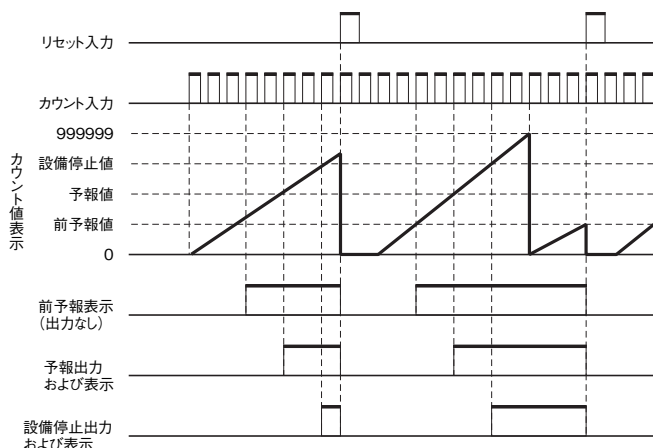 リセット入力
カウント入力
999999
設備停止値
予報値
前予報値
0
カウント値表示
前予報表示
（出力なし）
予報出力
および表示
設備停止出力
および表示